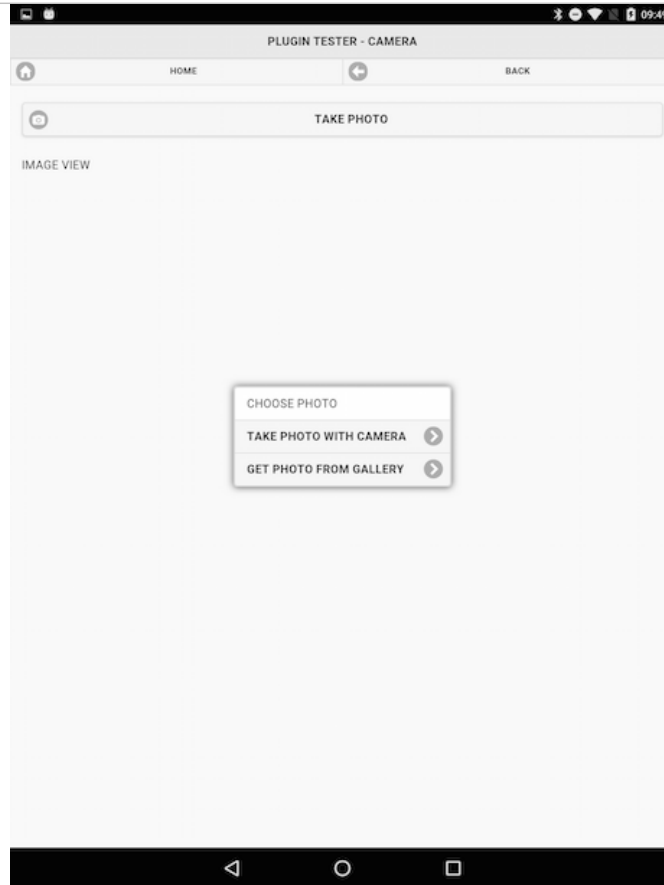 09:49
PLUGIN TESTER - CAMERA
HOME
BACK
TAKE PHOTO
IMAGE VIEW
CHOOSE PHOTO
TAKE PHOTO WITH CAMERA
GET PHOTO FROM GALLERY